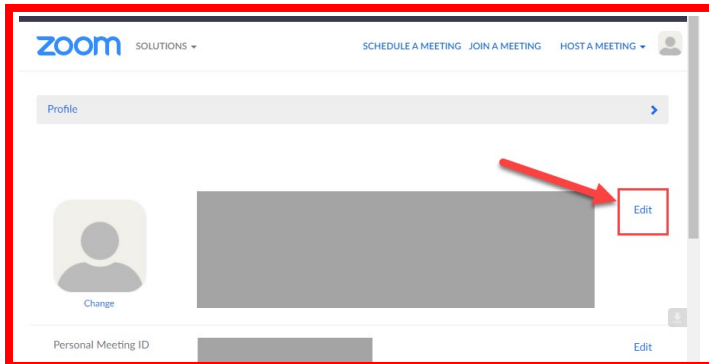 zoom SOLUTIONS SCHEDULE A MEETING JOIN A MEETING HOST A MEETING
Profile
Edit
Change
Personal Meeting ID Edit